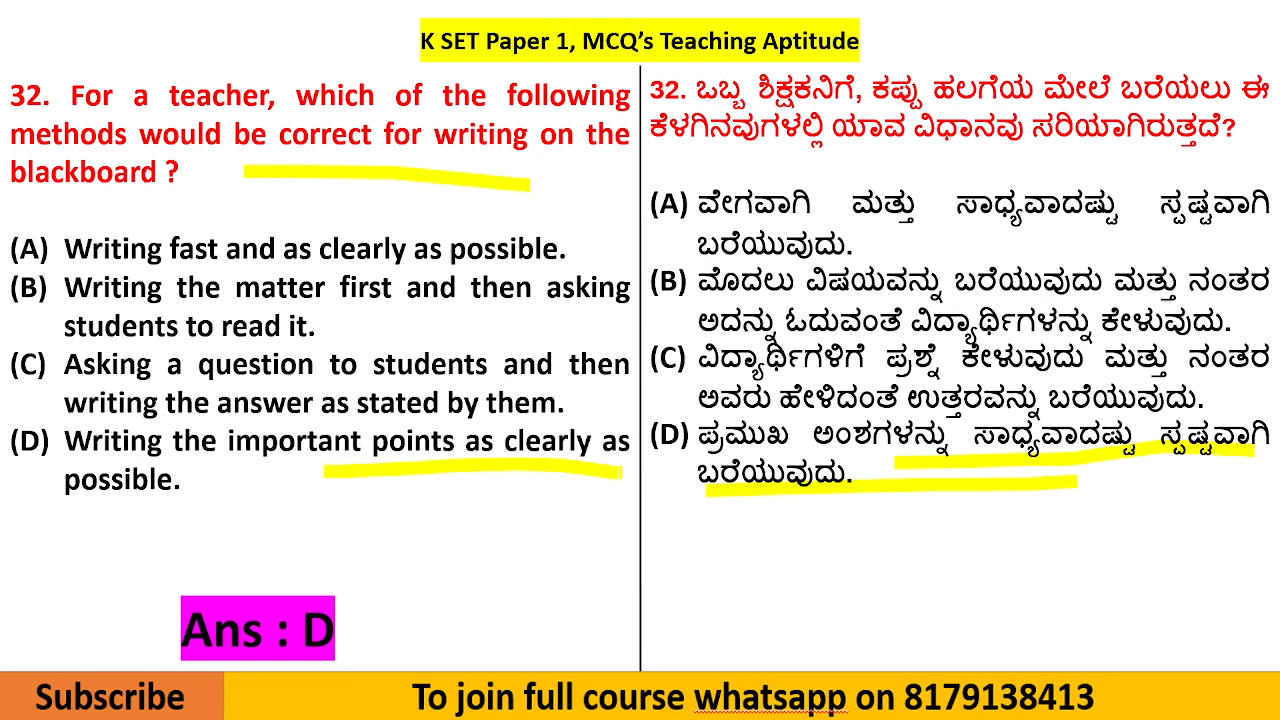 K SET Paper 1, MCQ's Teaching Aptitude
32. For a teacher, which of the following
methods would be correct for writing on the
blackboard ?
(A) Writing fast and as clearly as possible.
(B) Writing the matter first and then asking
students to read it.
(C) Asking a question to students and then
writing the answer as stated by them.
(D) Writing the important points as clearly as
possible.
Ans : D
32. ಒಬ್ಬ ಶಿಕ್ಷಕನಿಗೆ, ಕಪ್ಪು ಹಲಗೆಯ ಮೇಲೆ ಬರೆಯಲು ಈ
ಕೆಳಗಿನವುಗಳಲ್ಲಿ ಯಾವ ವಿಧಾನವು ಸರಿಯಾಗಿರುತ್ತದೆ?
(A) ವೇಗವಾಗಿ ಮತ್ತು ಸಾಧ್ಯವಾದಷ್ಟು ಸ್ಪಷ್ಟವಾಗಿ
ಬರೆಯುವುದು.
(B) ಮೊದಲು ವಿಷಯವನ್ನು ಬರೆಯುವುದು ಮತ್ತು ನಂತರ
ಅದನ್ನು ಓದುವಂತೆ ವಿದ್ಯಾರ್ಥಿಗಳನ್ನು ಕೇಳುವುದು.
(C) ವಿದ್ಯಾರ್ಥಿಗಳಿಗೆ ಪ್ರಶ್ನೆ ಕೇಳುವುದು ಮತ್ತು ನಂತರ
ಅವರು ಹೇಳಿದಂತೆ ಉತ್ತರವನ್ನು ಬರೆಯುವುದು.
(D) ಪ್ರಮುಖ ಅಂಶಗಳನ್ನು ಸಾಧ್ಯವಾದಷ್ಟು ಸ್ಪಷ್ಟವಾಗಿ
ಬರೆಯುವುದು.
Subscribe
To join full course whatsapp on 8179138413